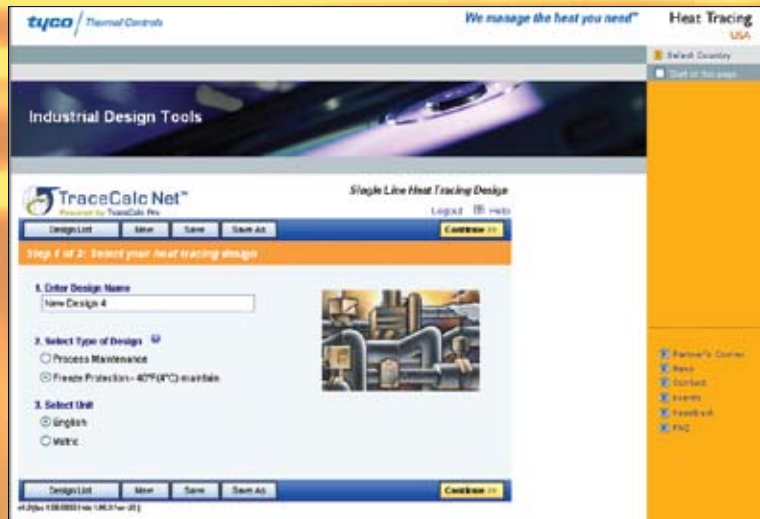 tyco / Thermal Controls
We manage the heat you need™
Heat Tracing
USA
Select Country
Start at this page
Industrial Design Tools
TraceCalc Net™
Powered by TraceCalc Pro
Single Line Heat Tracing Design
Logout Help
Design List New Save Save As Continue >>
Step 1 of 2: Select your heat tracing design
1. Enter Design Name
New Design 4
2. Select Type of Design
Process Maintenance
Freeze Protection - 40°F(4°C) maintain
3. Select Unit
English
Metric
Partner's Corner
News
Contact
Events
Feedback
FAQ
Design List New Save Save As Continue >>